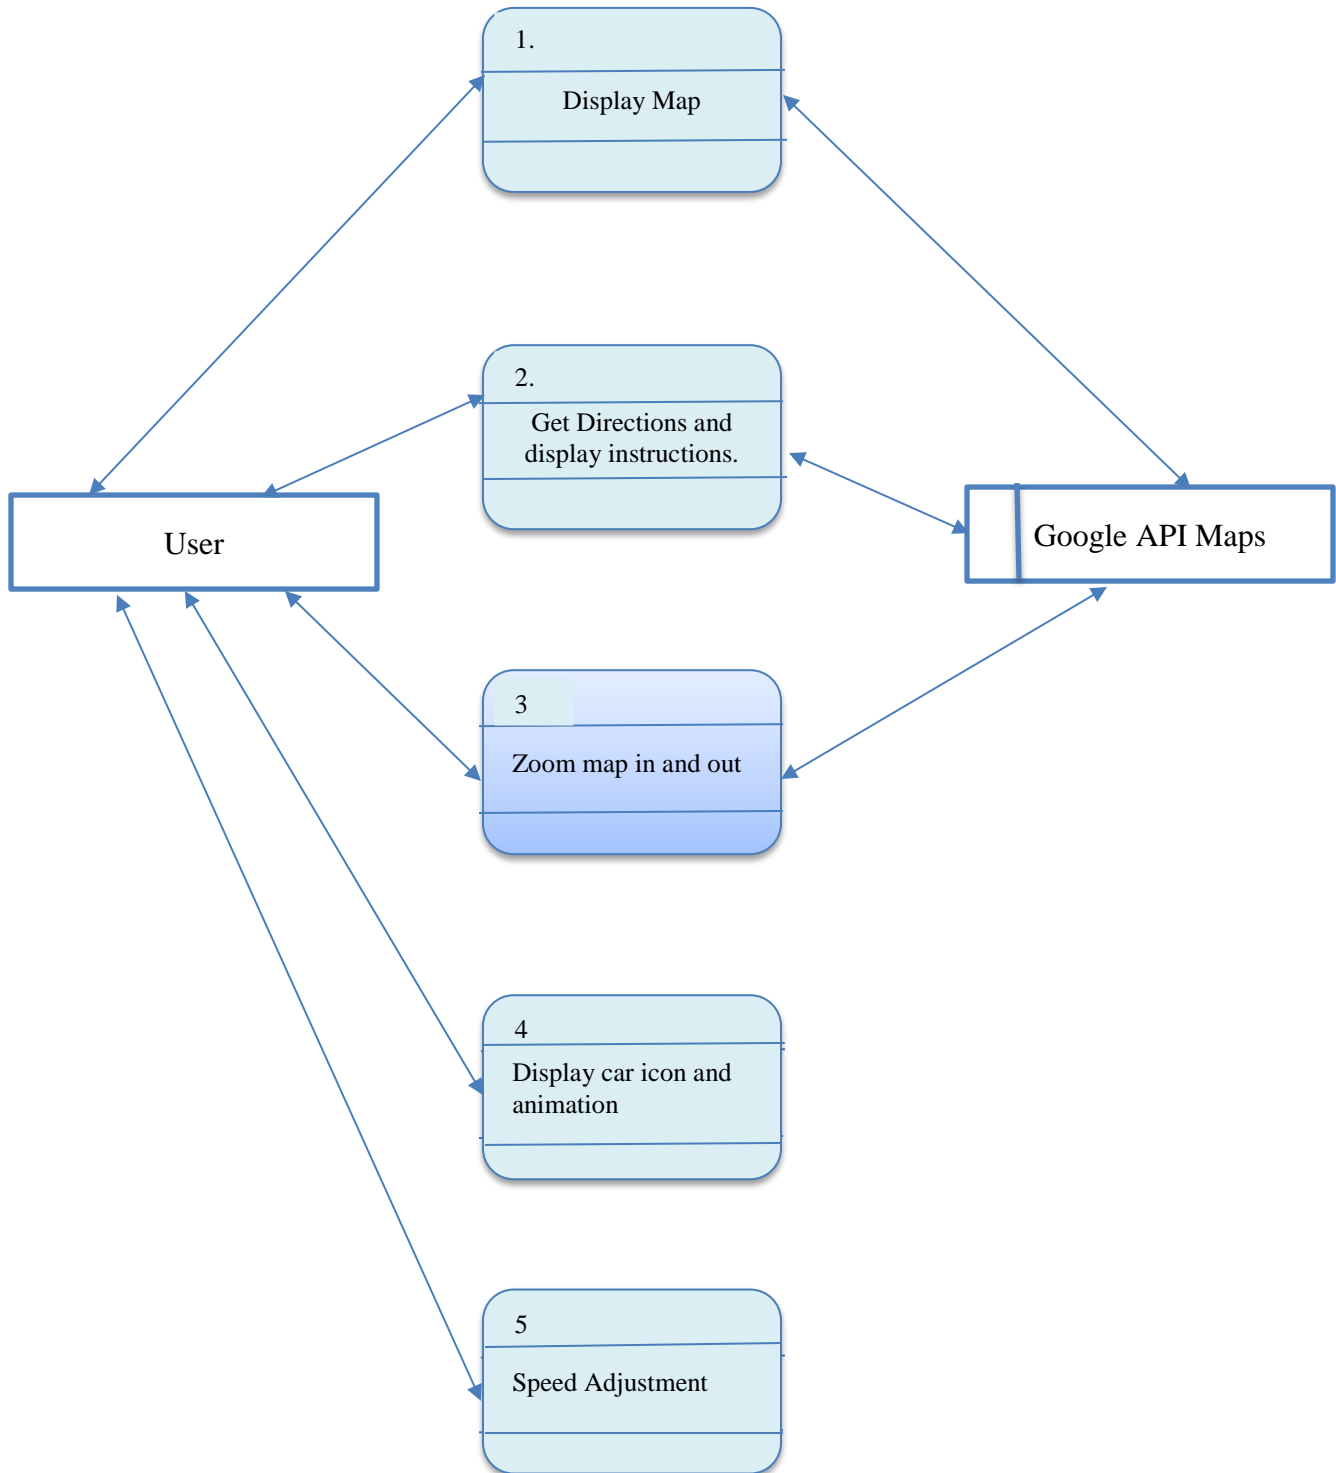 1.
Display Map
2.
Get Directions and
display instructions.
User
Google API Maps
3
Zoom map in and out
4
Display car icon and
animation
5
Speed Adjustment